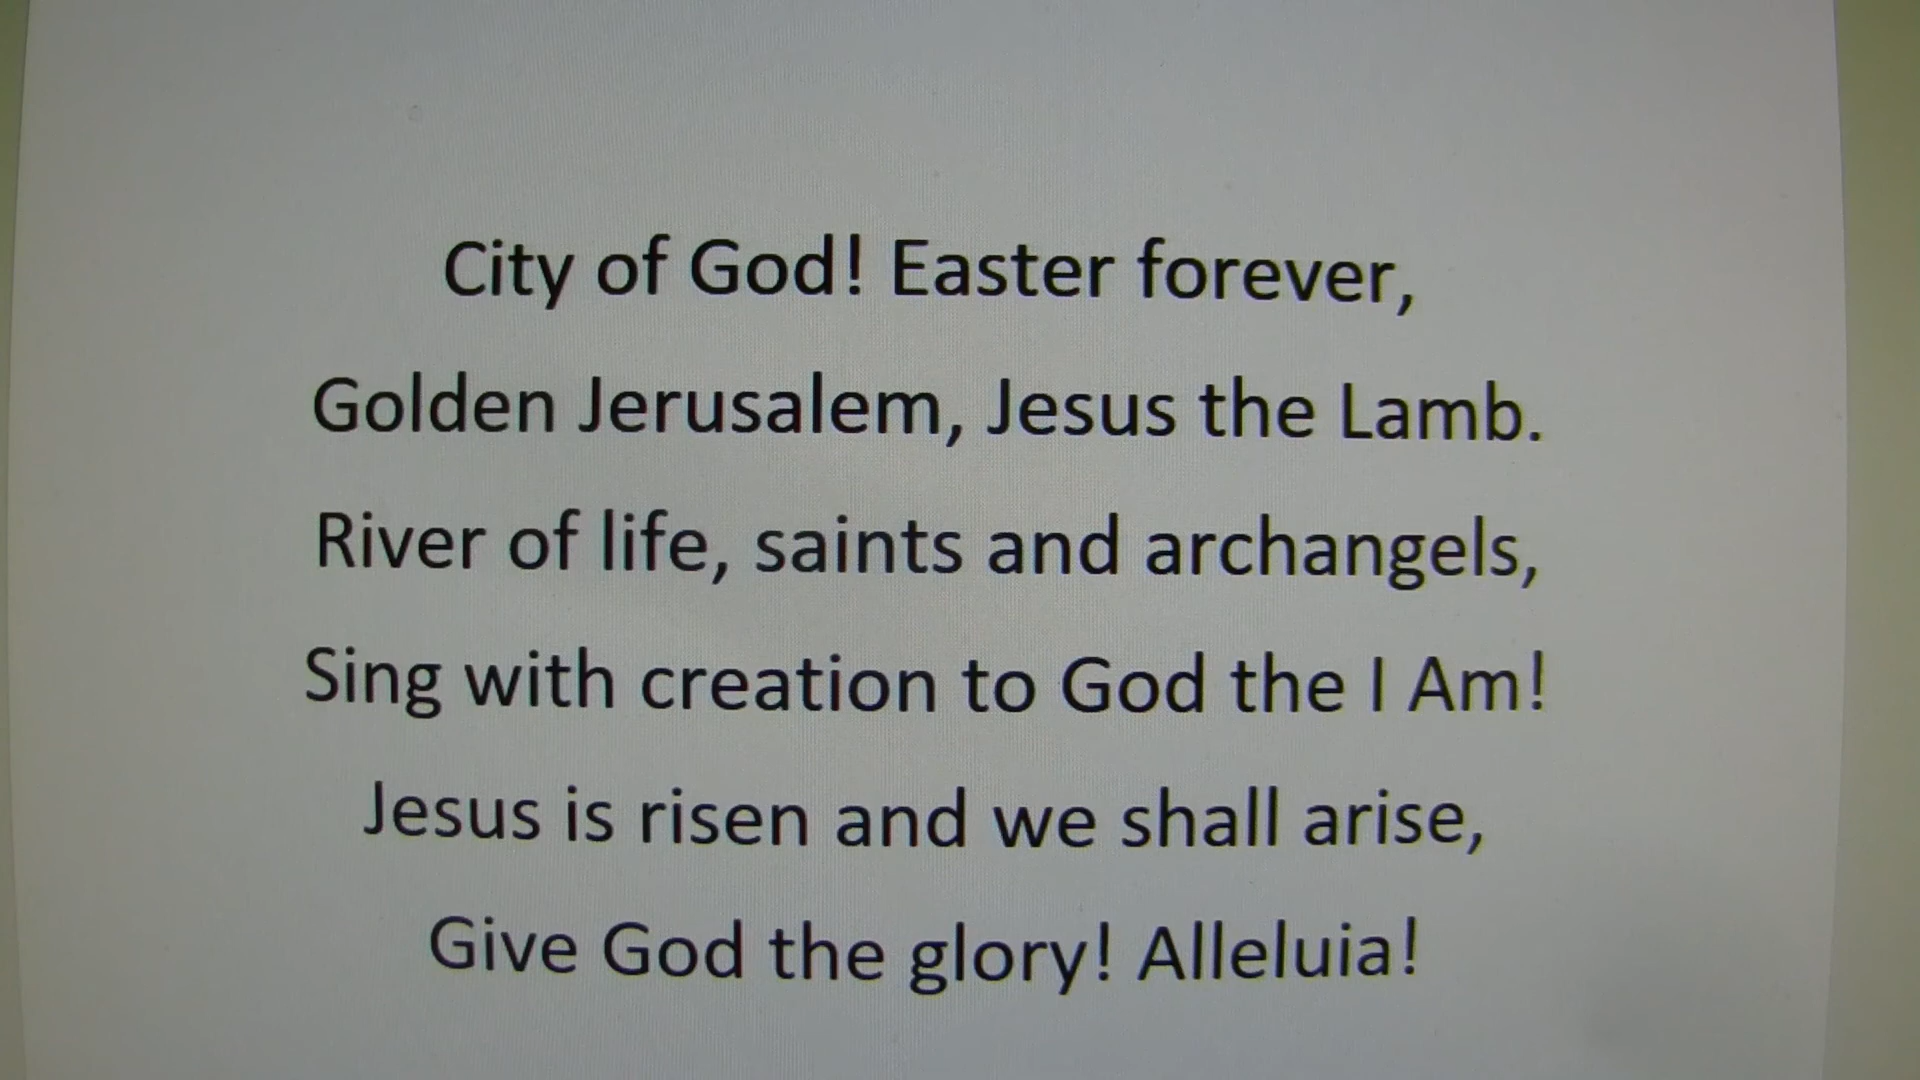 City of God! Easter forever,
Golden Jerusalem, Jesus the Lamb.
River of life, saints and archangels,
Sing with creation to God the I Am!
Jesus is risen and we shall arise,
Give God the glory! Alleluia!